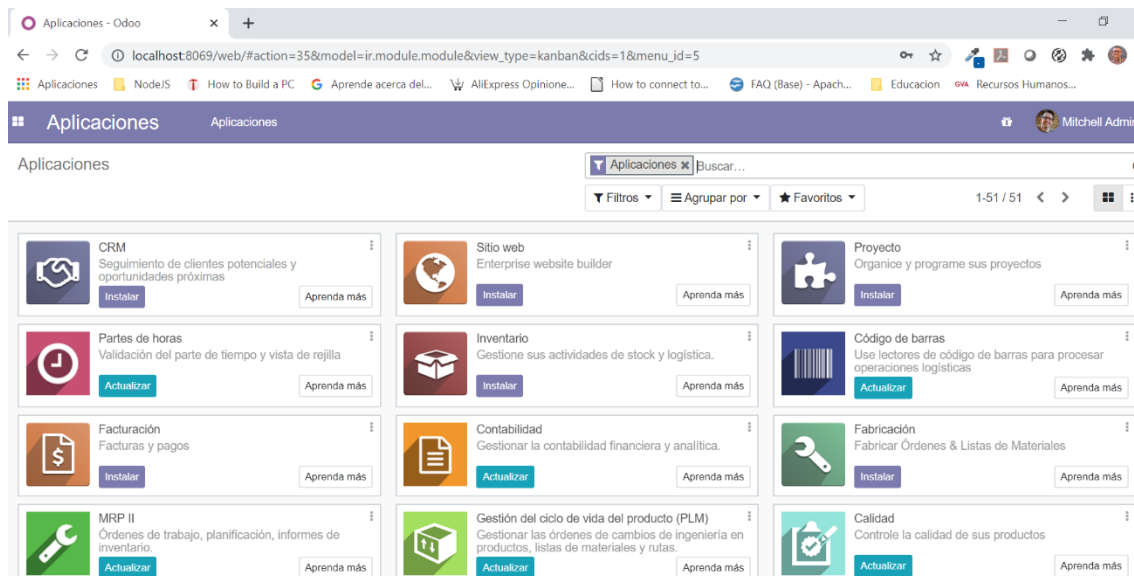 Aplicaciones - Odoo
localhost:8069/web/#action=35&model=ir.module.module&view_type=kanban&cids=1&menu_id=5
Aplicaciones NodeJS How to Build a PC Aprende acerca del... AliExpress Opinione... How to connect to... FAQ (Base) - Apach... Educacion GVA Recursos Humanos...
Aplicaciones Aplicaciones Mitchell Admin
Aplicaciones
Aplicaciones Buscar...
Filtros Agrupar por Favoritos 1-51 / 51
CRM
Seguimiento de clientes potenciales y
oportunidades próximas
Instalar Aprenda más
Sitio web
Enterprise website builder
Instalar Aprenda más
Proyecto
Organice y programe sus proyectos
Instalar Aprenda más
Partes de horas
Validación del parte de tiempo y vista de rejilla
Actualizar Aprenda más
Inventario
Gestione sus actividades de stock y logística.
Instalar Aprenda más
Código de barras
Use lectores de código de barras para procesar
operaciones logísticas
Actualizar Aprenda más
Facturación
Facturas y pagos
Instalar Aprenda más
Contabilidad
Gestionar la contabilidad financiera y analítica.
Actualizar Aprenda más
Fabricación
Fabricar Órdenes & Listas de Materiales
Instalar Aprenda más
MRP II
Órdenes de trabajo, planificación, informes de
inventario.
Actualizar Aprenda más
Gestión del ciclo de vida del producto (PLM)
Gestionar las órdenes de cambios de ingeniería en
productos, listas de materiales y rutas.
Actualizar Aprenda más
Calidad
Controle la calidad de sus productos
Actualizar Aprenda más